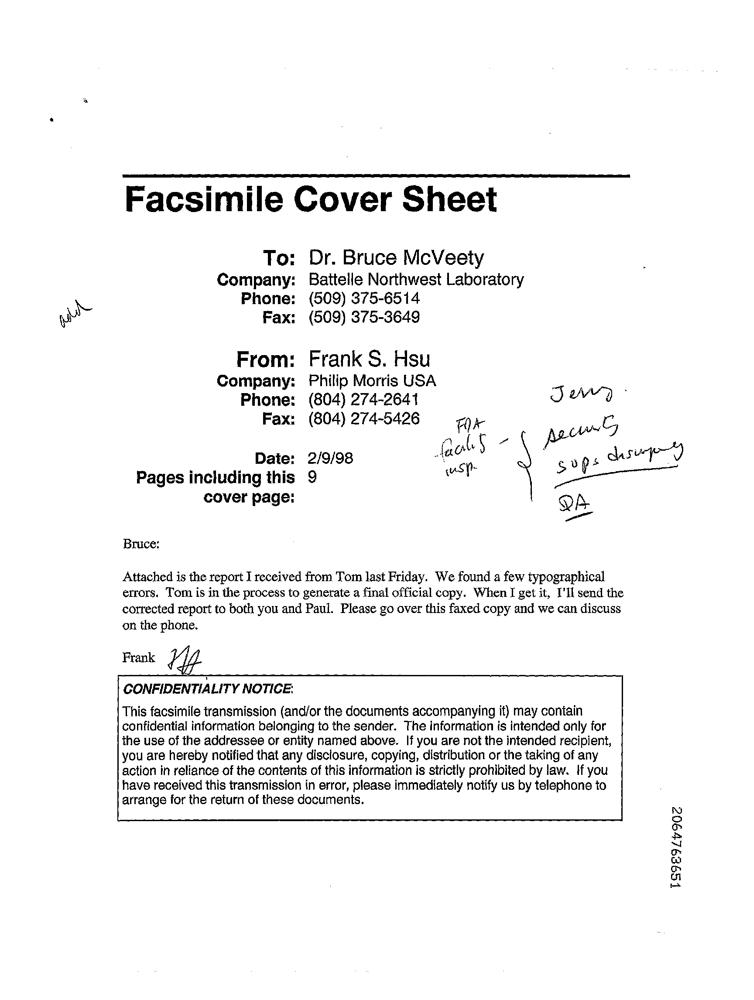 Facsimile Cover Sheet
To: Dr. Bruce McVeety
Company: Battelle Northwest Laboratory
Phone: (509) 375-6514
Fax: (509) 375-3649
add
From: Frank S. Hsu
Company: Philip Morris USA
Phone: (804) 274-2641
Fax: (804) 274-5426
Jerry
security
sops
QA
FDA
insp.
Date: 2/9/98
Pages including this 9
cover page:
Bruce:
Attached is the report I received from Tom last Friday. We found a few typographical
errors. Tom is in the process to generate a final official copy. When I get it, I'll send the
corrected report to both you and Paul. Please go over this faxed copy and we can discuss
on the phone.
Frank
CONFIDENTIALITY NOTICE:
This facsimile transmission (and/or the documents accompanying it) may contain
confidential information belonging to the sender. The information is intended only for
the use of the addressee or entity named above. If you are not the intended recipient,
you are hereby notified that any disclosure, copying, distribution or the taking of any
action in reliance of the contents of this information is strictly prohibited by law. If you
have received this transmission in error, please immediately notify us by telephone to
arrange for the return of these documents.
2064763651